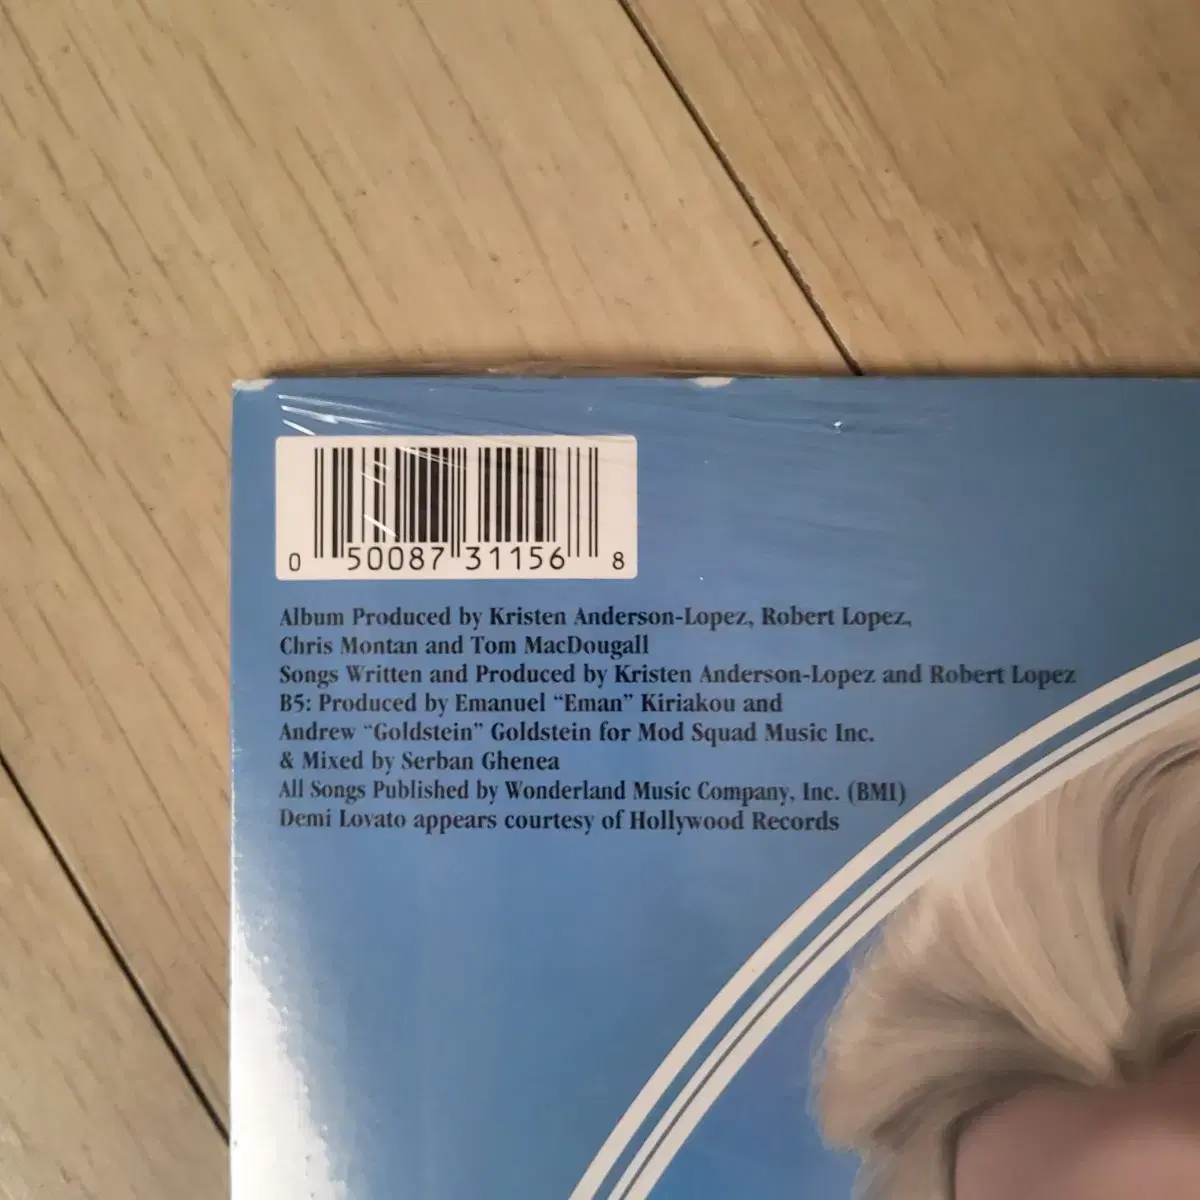 0 50087 31156 8
Album Produced by Kristen Anderson-Lopez, Robert Lopez,
Chris Montan and Tom MacDougall
Songs Written and Produced by Kristen Anderson-Lopez and Robert Lopez
B5: Produced by Emanuel “Eman” Kiriakou and
Andrew “Goldstein” Goldstein for Mod Squad Music Inc.
& Mixed by Serban Ghenea
All Songs Published by Wonderland Music Company, Inc. (BMI)
Demi Lovato appears courtesy of Hollywood Records